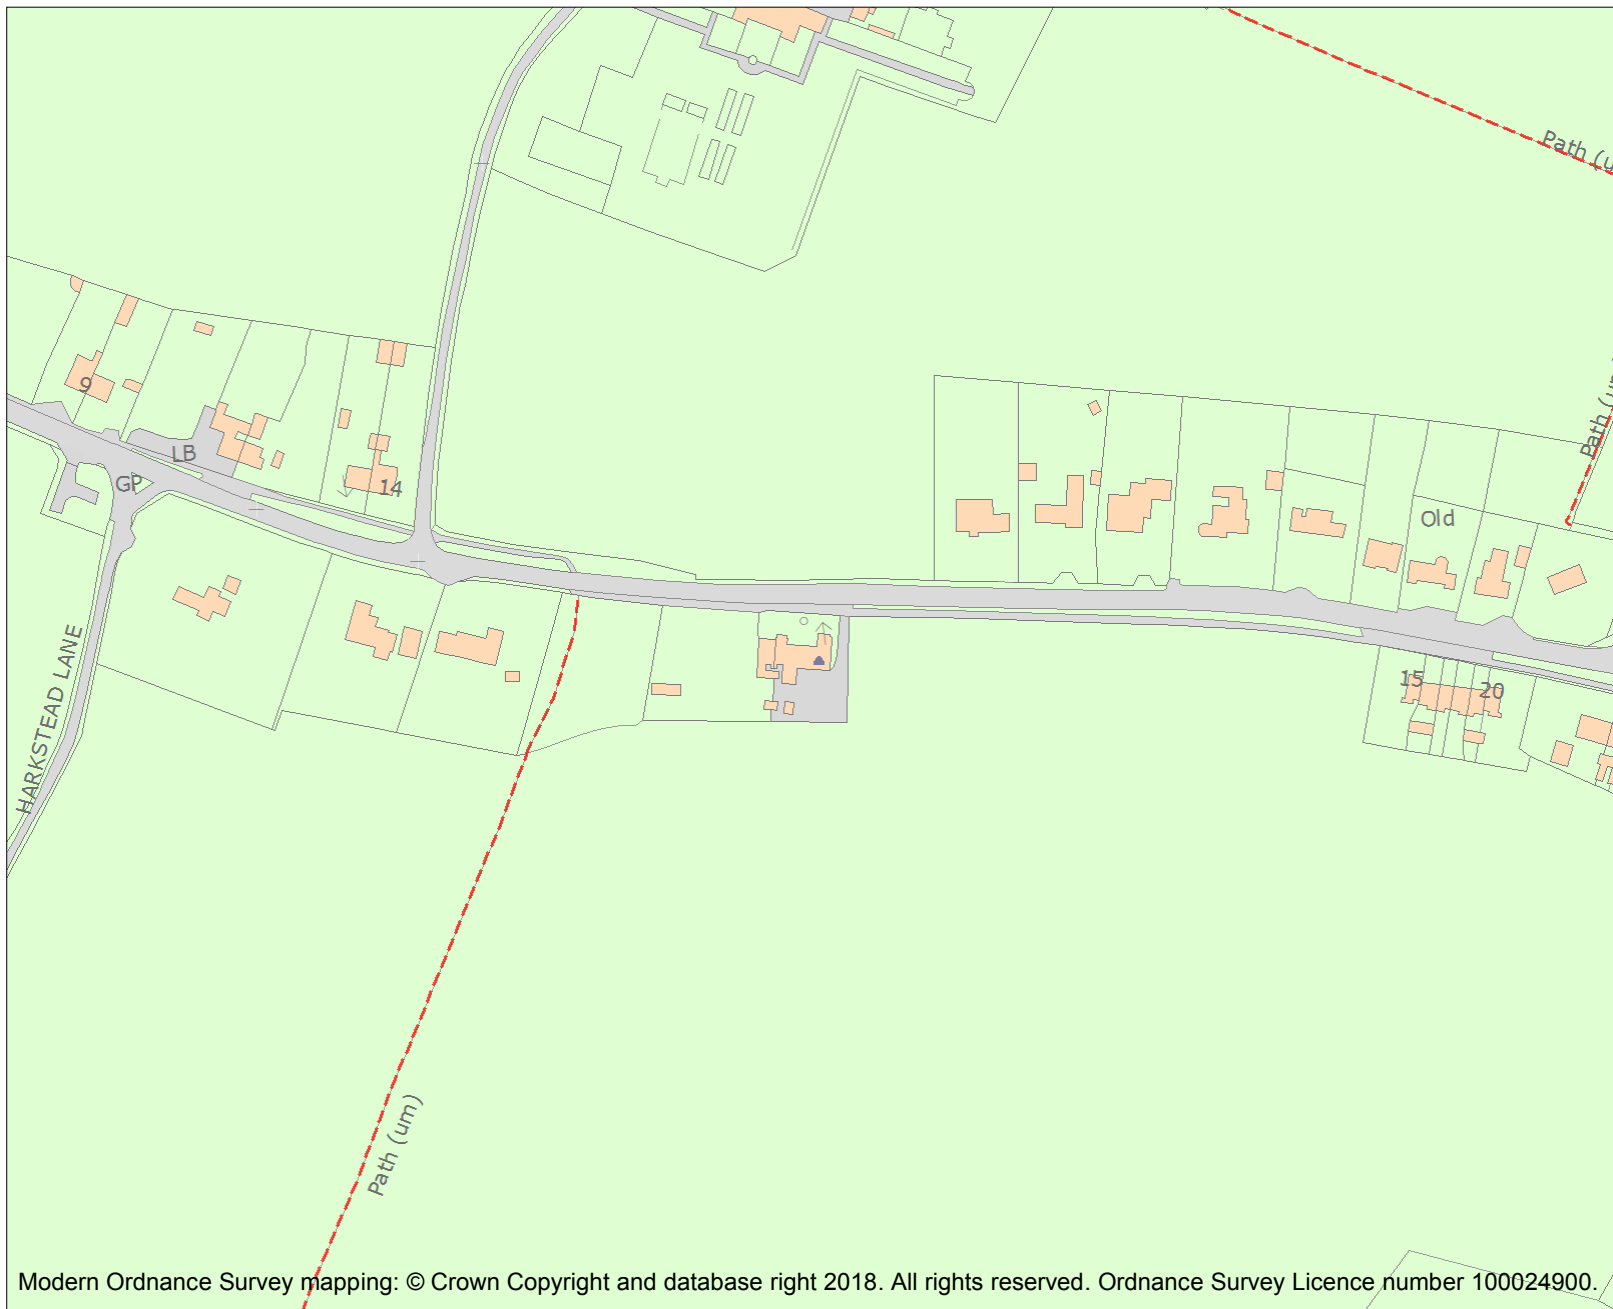 Path (u
Path (u
9
LB
GP
14
Old
HARKSTEAD LANE
15
20
Path (um)
Modern Ordnance Survey mapping: © Crown Copyright and database right 2018. All rights reserved. Ordnance Survey Licence number 100024900.